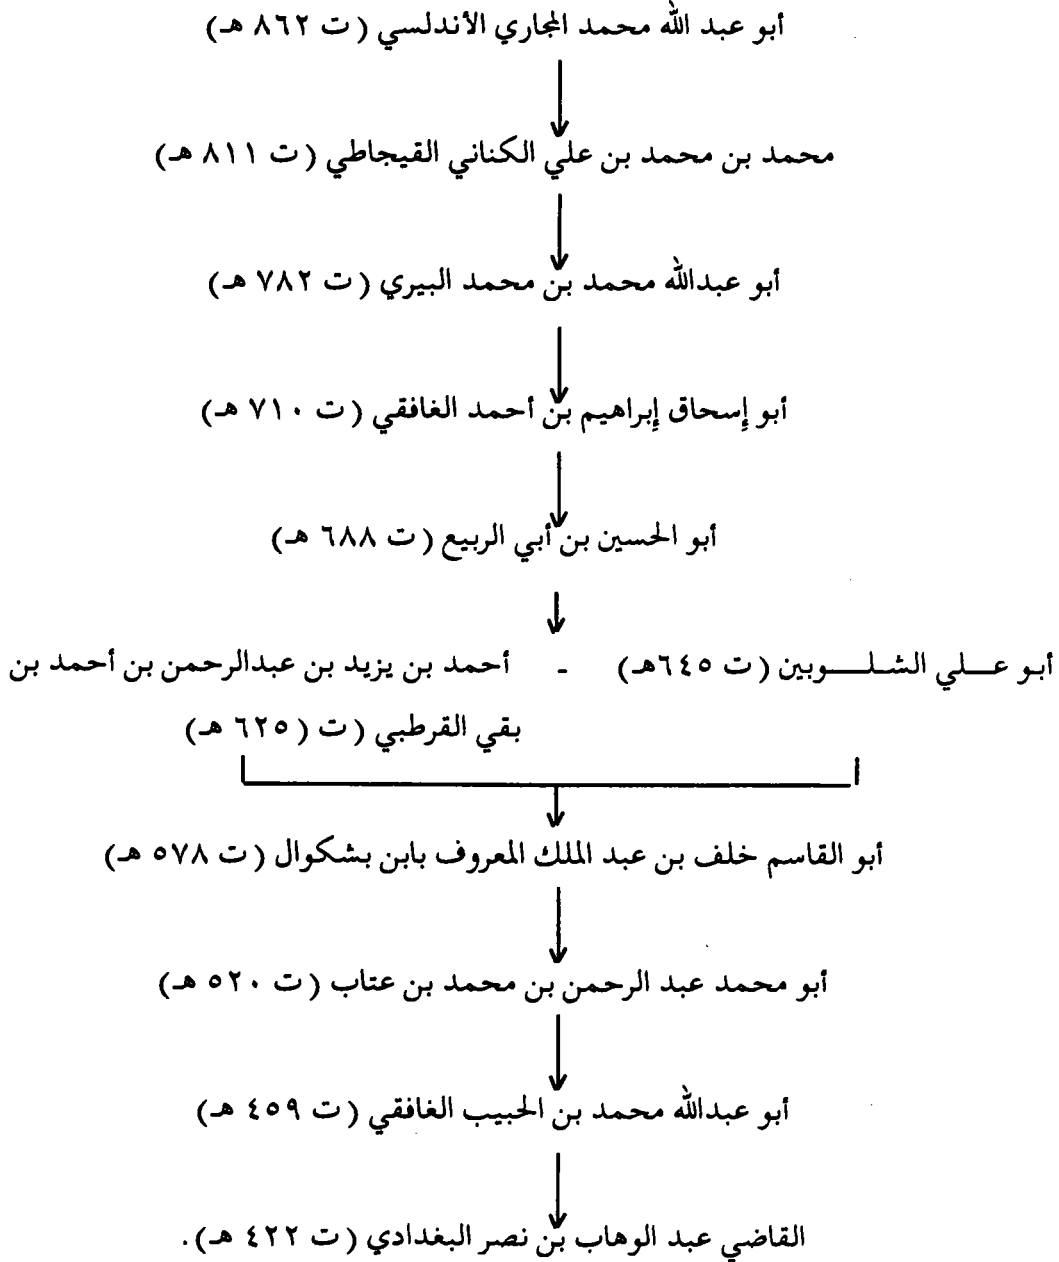 أبو عبد الله محمد المجاري الأندلسي ( ت ٨٦٢ هـ )
محمد بن محمد بن علي الكناني القيجاطي ( ت ٨١١ هـ )
أبو عبدالله محمد بن محمد البيري ( ت ٧٨٢ هـ )
أبو إسحاق إبراهيم بن أحمد الغافقي ( ت ٧١٠ هـ )
أبو الحسين بن أبي الربيع ( ت ٦٨٨ هـ )
أبو عـــلي الشلـــــوبين ( ت ٦٤٥هـ ) - أحمد بن يزيد بن عبدالرحمن بن أحمد بن
بقي القرطبي ( ت ( ٦٢٥ هـ )
أبو القاسم خلف بن عبد الملك المعروف بابن بشكوال ( ت ٥٧٨ هـ )
أبو محمد عبد الرحمن بن محمد بن عتاب ( ت ٥٢٠ هـ )
أبو عبدالله محمد بن الحبيب الغافقي ( ت ٤٥٩ هـ )
القاضي عبد الوهاب بن نصر البغدادي ( ت ٤٢٢ هـ ) .